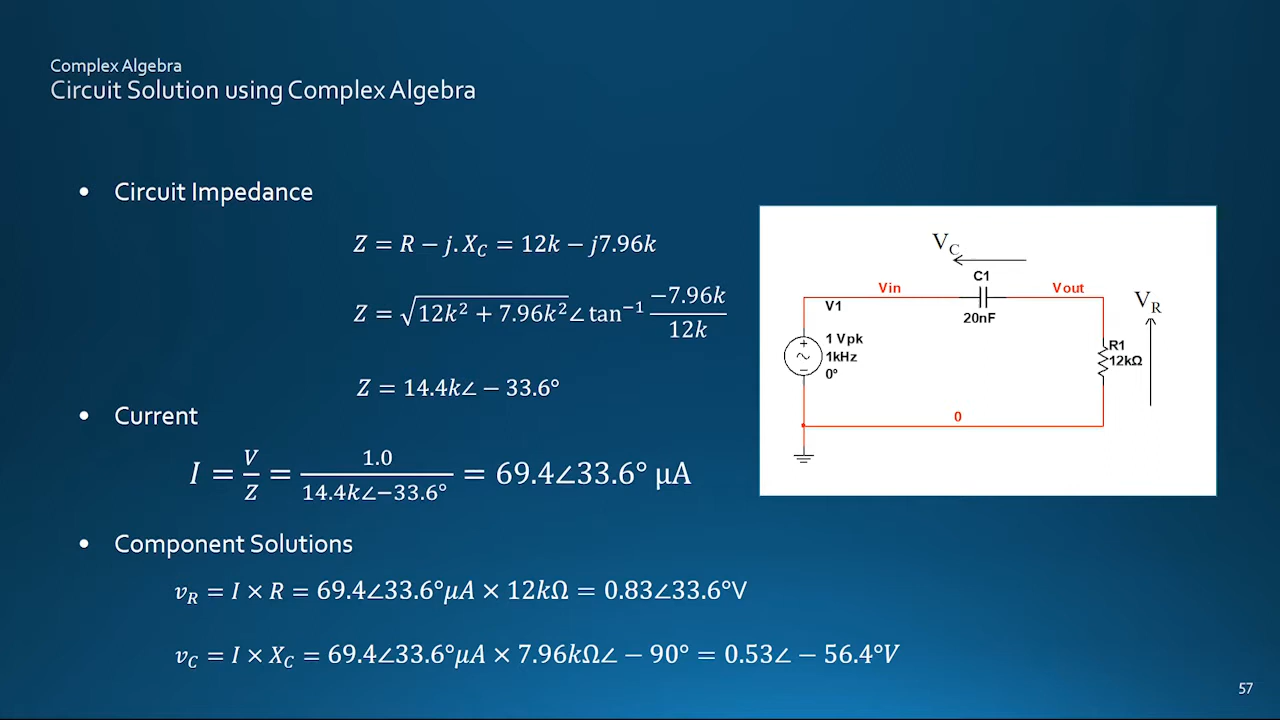 Complex Algebra
Circuit Solution using Complex Algebra
• Circuit Impedance
Z = R − j.X_C = 12k − j7.96k
Z = √(12k² + 7.96k²)∠ tan⁻¹ (−7.96k)/(12k)
Z = 14.4k∠ − 33.6°
• Current
I = V/Z = 1.0/(14.4k∠−33.6°) = 69.4∠33.6° μA
• Component Solutions
v_R = I × R = 69.4∠33.6°μA × 12kΩ = 0.83∠33.6°V
v_C = I × X_C = 69.4∠33.6°μA × 7.96kΩ∠ − 90° = 0.53∠ − 56.4°V
V_C
C1
Vin
Vout
20nF
V1
V_R
1 Vpk
1kHz
0°
R1
12kΩ
0
57